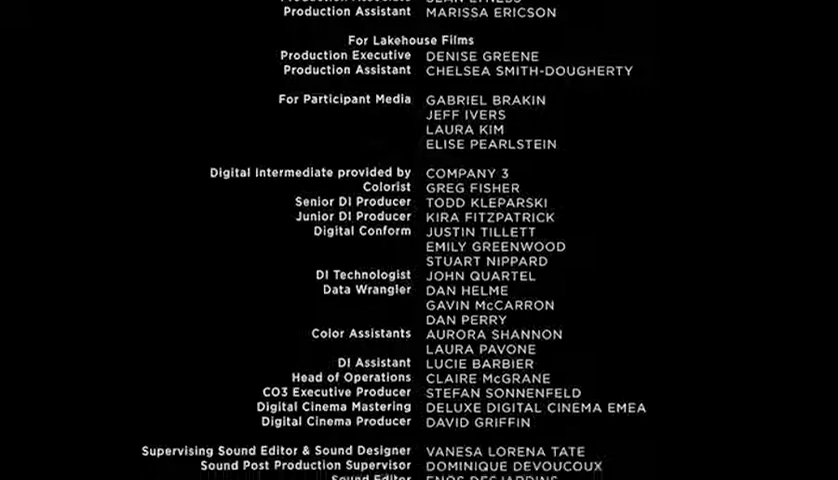 Production Assistant MARISSA ERICSON
For Lakehouse Films
Production Executive DENISE GREENE
Production Assistant CHELSEA SMITH-DOUGHERTY
For Participant Media GABRIEL BRAKIN
JEFF IVERS
LAURA KIM
ELISE PEARLSTEIN
Digital Intermediate provided by COMPANY 3
Colorist GREG FISHER
Senior DI Producer TODD KLEPARSKI
Junior DI Producer KIRA FITZPATRICK
Digital Conform JUSTIN TILLETT
EMILY GREENWOOD
STUART NIPPARD
DI Technologist JOHN QUARTEL
Data Wrangler DAN HELME
GAVIN McCARRON
DAN PERRY
Color Assistants AURORA SHANNON
LAURA PAVONE
DI Assistant LUCIE BARBIER
Head of Operations CLAIRE McGRANE
CO3 Executive Producer STEFAN SONNENFELD
Digital Cinema Mastering DELUXE DIGITAL CINEMA EMEA
Digital Cinema Producer DAVID GRIFFIN
Supervising Sound Editor & Sound Designer VANESA LORENA TATE
Sound Post Production Supervisor DOMINIQUE DEVOUCOUX
Sound Editor